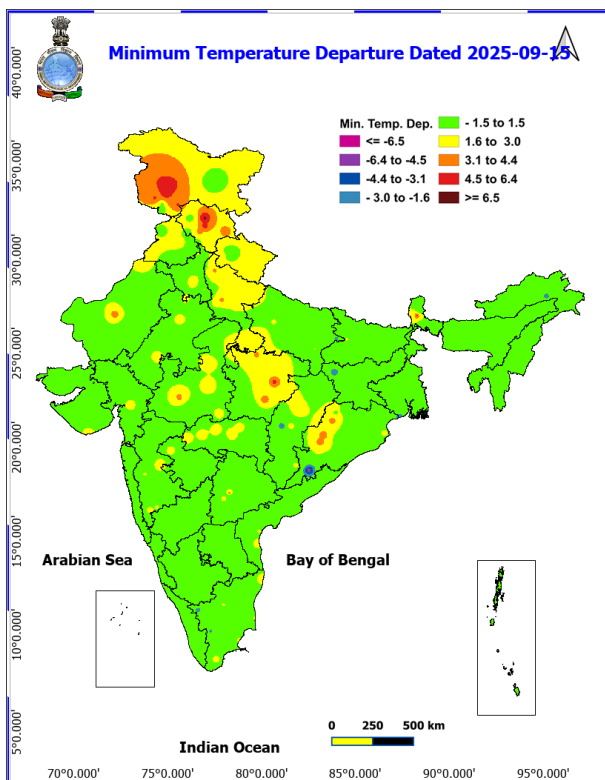 Minimum Temperature Departure Dated 2025-09-15
40°0.000'
35°0.000'
30°0.000'
25°0.000'
20°0.000'
15°0.000'
10°0.000'
5°0.000'
Min. Temp. Dep.
<= -6.5
-6.4 to -4.5
-4.4 to -3.1
- 3.0 to -1.6
- 1.5 to 1.5
1.6 to 3.0
3.1 to 4.4
4.5 to 6.4
>= 6.5
Arabian Sea
Bay of Bengal
Indian Ocean
0 250 500 km
70°0.000' 75°0.000' 80°0.000' 85°0.000' 90°0.000' 95°0.000'